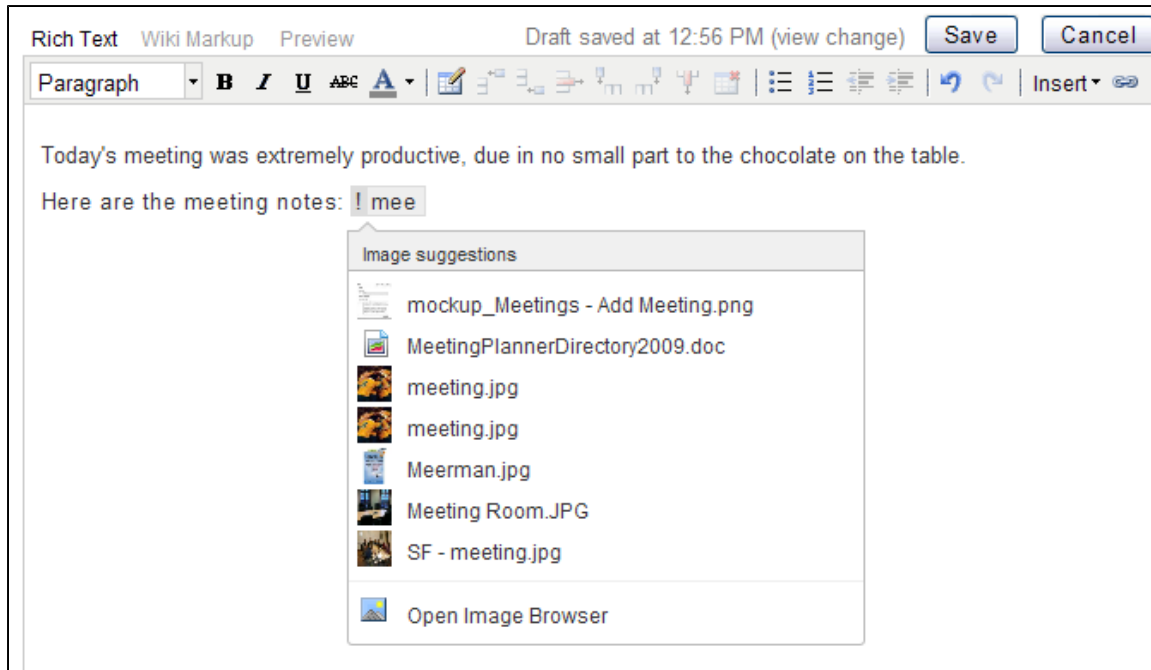 Rich Text Wiki Markup Preview Draft saved at 12:56 PM (view change) Save Cancel
Paragraph B I U ABC A Insert
Today's meeting was extremely productive, due in no small part to the chocolate on the table.
Here are the meeting notes: ! mee
Image suggestions
mockup_Meetings - Add Meeting.png
MeetingPlannerDirectory2009.doc
meeting.jpg
meeting.jpg
Meerman.jpg
Meeting Room.JPG
SF - meeting.jpg
Open Image Browser